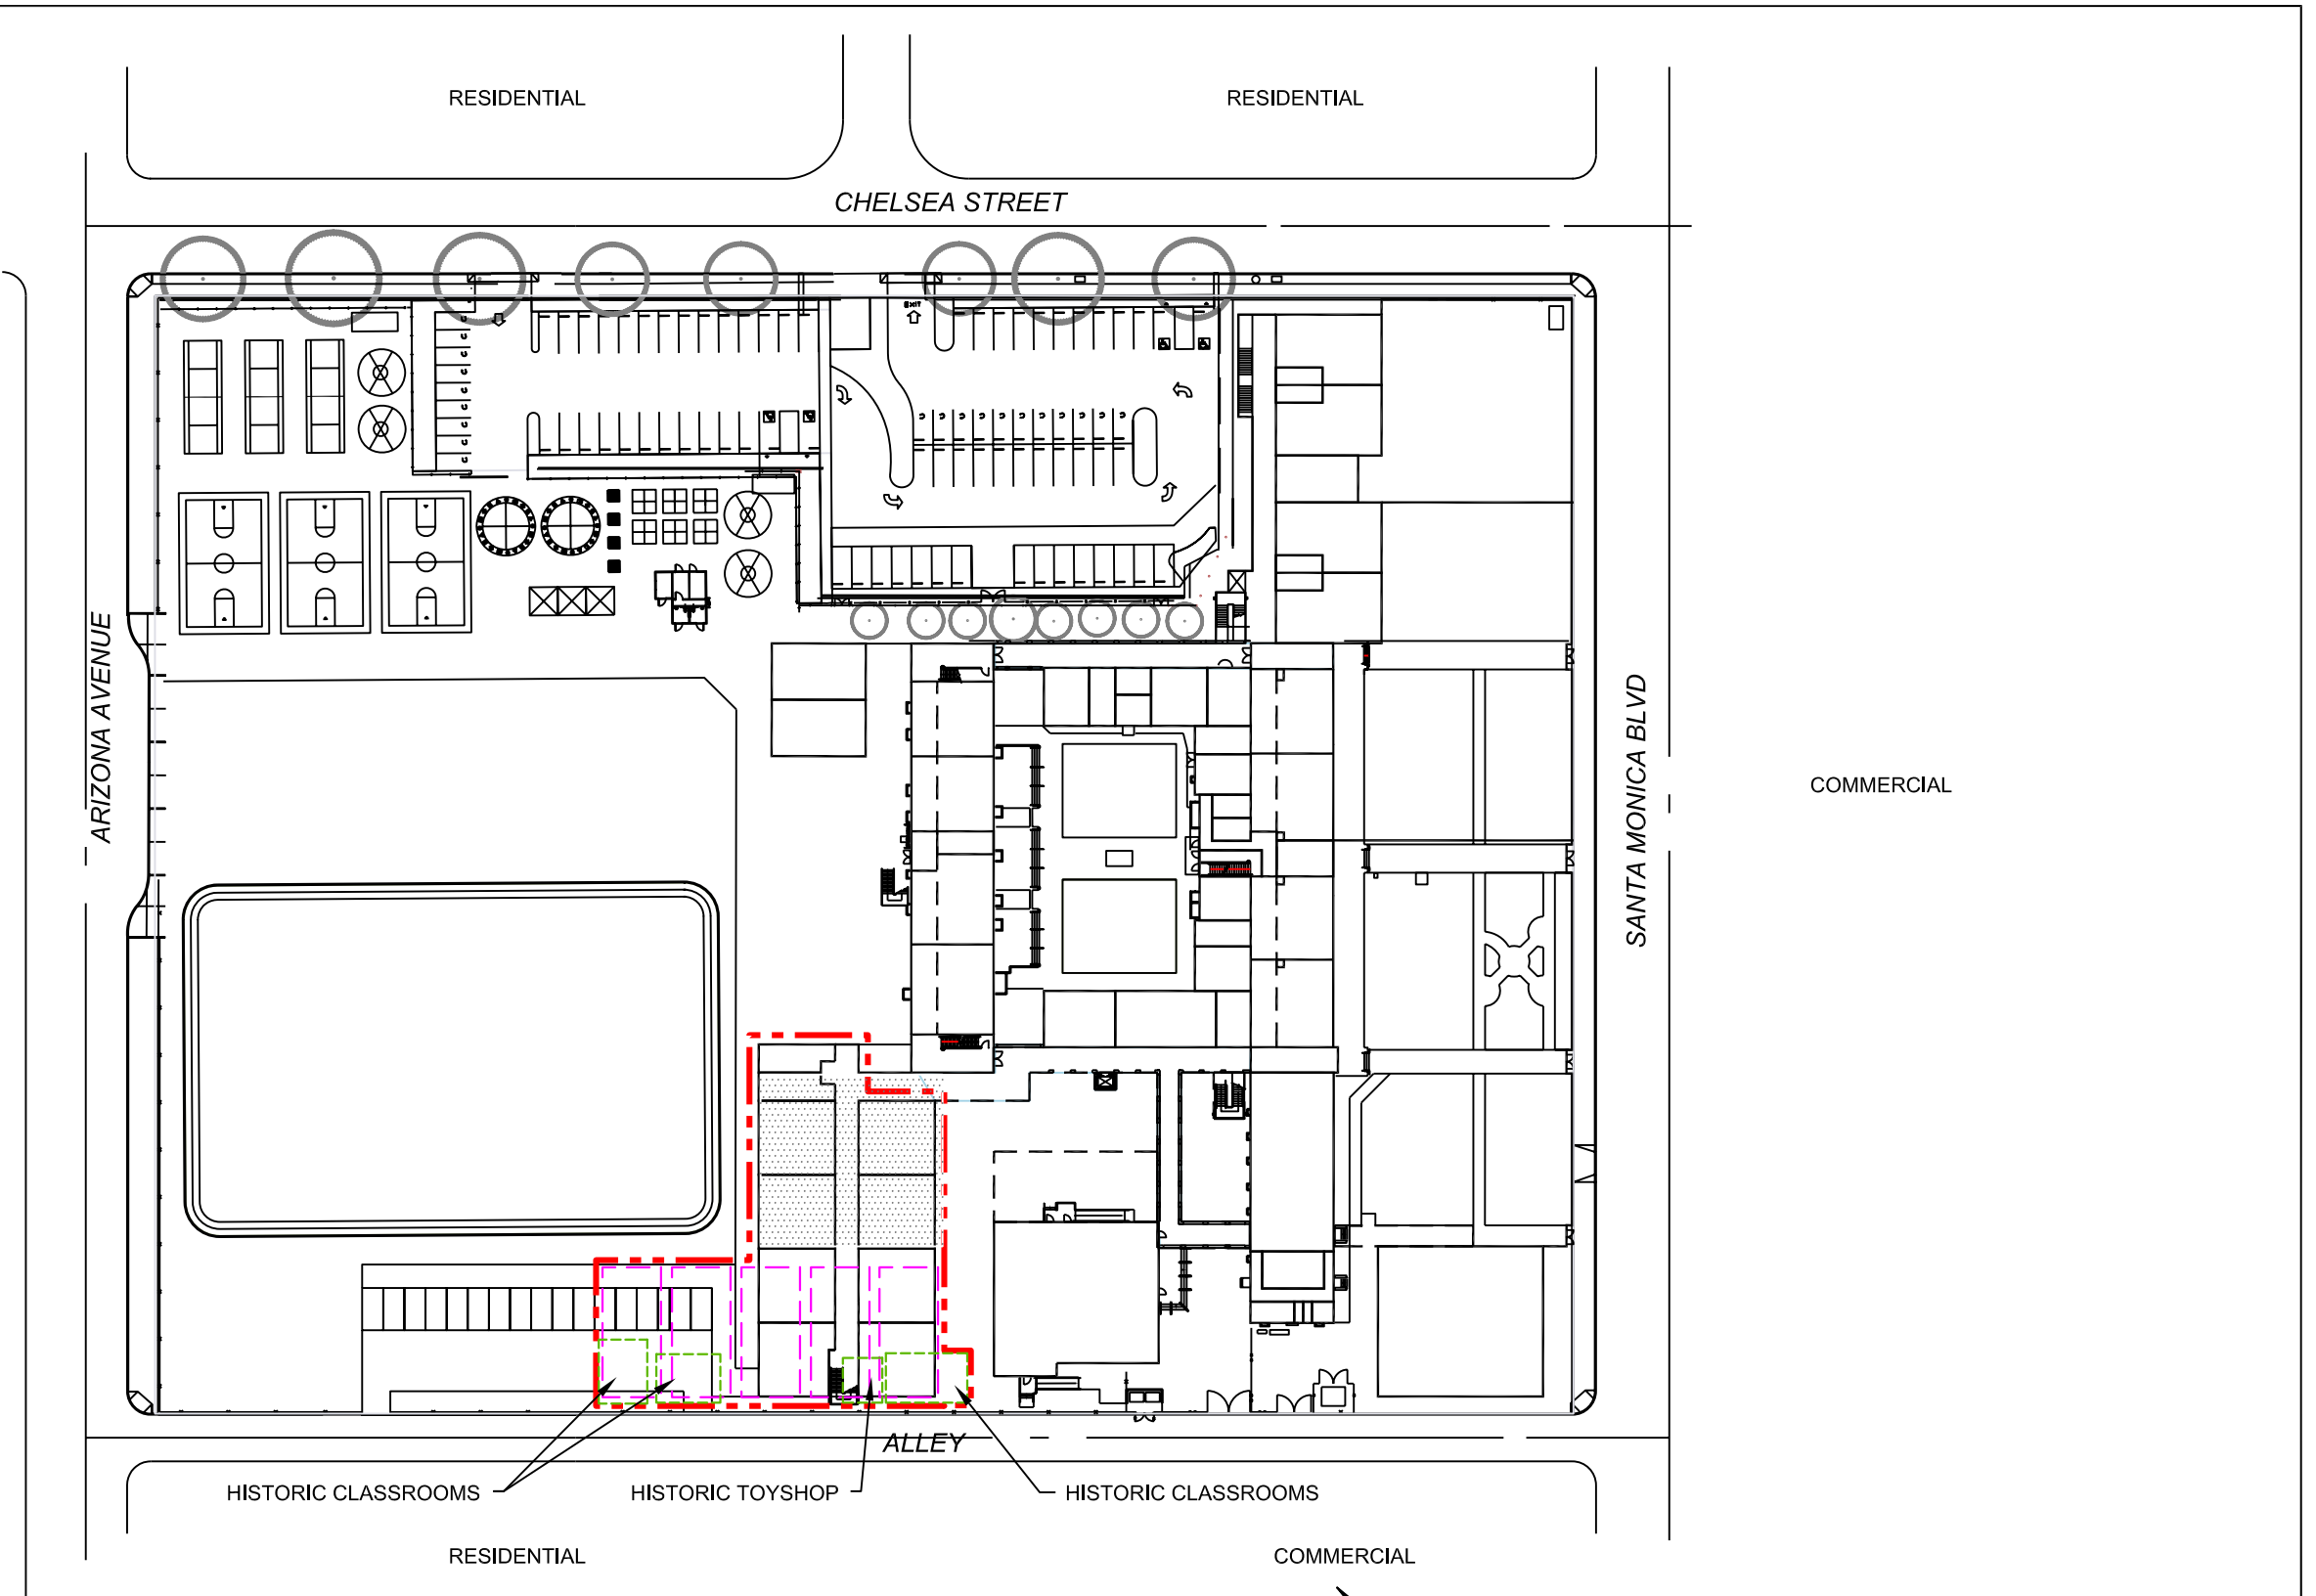 RESIDENTIAL
RESIDENTIAL
CHELSEA STREET
EXIT
ARIZONA AVENUE
SANTA MONICA BLVD
COMMERCIAL
ALLEY
HISTORIC CLASSROOMS
HISTORIC TOYSHOP
HISTORIC CLASSROOMS
RESIDENTIAL
COMMERCIAL